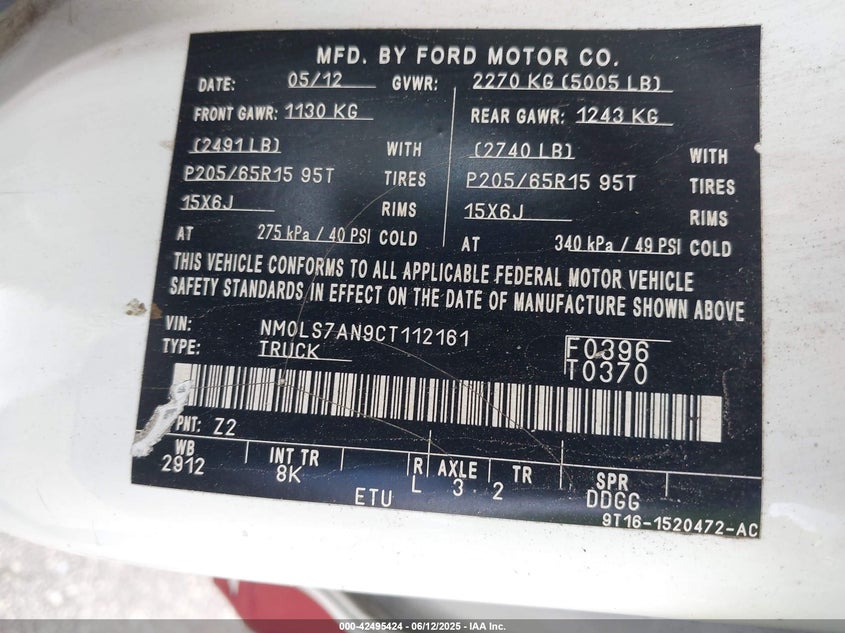 MFD. BY FORD MOTOR CO.
DATE: 05/12 GVWR: 2270 KG (5005 LB)
FRONT GAWR: 1130 KG REAR GAWR: 1243 KG
(2491 LB) WITH (2740 LB) WITH
P205/65R15 95T TIRES P205/65R15 95T TIRES
15X6J RIMS 15X6J RIMS
AT 275 kPa / 40 PSI COLD AT 340 kPa / 49 PSI COLD
THIS VEHICLE CONFORMS TO ALL APPLICABLE FEDERAL MOTOR VEHICLE
SAFETY STANDARDS IN EFFECT ON THE DATE OF MANUFACTURE SHOWN ABOVE
VIN: NM0LS7AN9CT112161 F0396
TYPE: TRUCK T0370
PNT: Z2
WB INT TR R AXLE TR SPR
2912 8K L 3 2 DDGG
ETU
9T16-1520472-AC
000-42495424 - 06/12/2025 - IAA Inc.